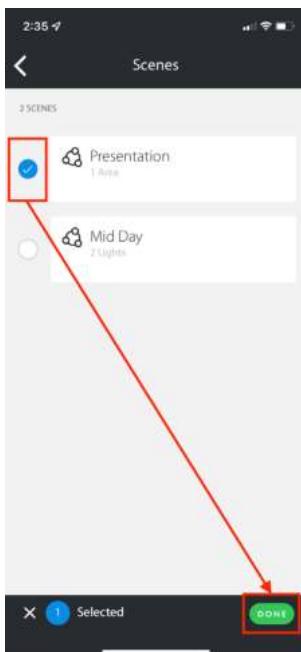 2:35
Scenes
2 SCENES
Presentation
1 Area
Mid Day
2 Lights
1 Selected
DONE